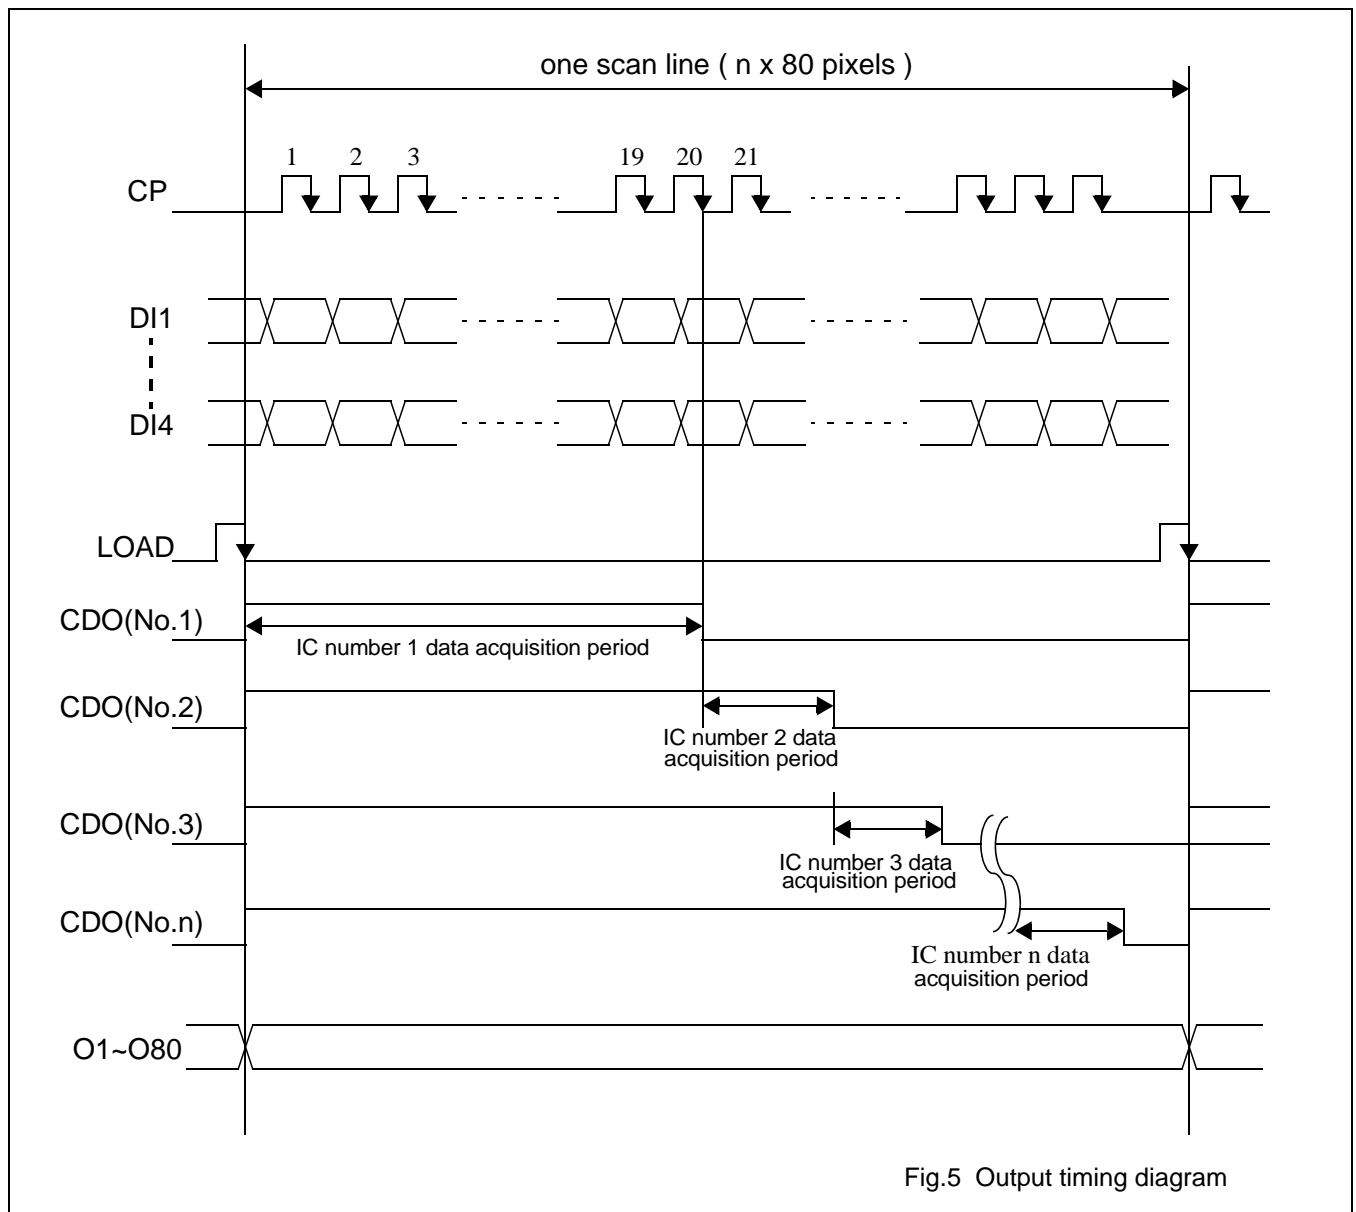 one scan line ( n x 80 pixels )
1 2 3 19 20 21
CP
DI1
DI4
LOAD
CDO(No.1)
IC number 1 data acquisition period
CDO(No.2)
IC number 2 data
acquisition period
CDO(No.3)
IC number 3 data
acquisition period
CDO(No.n)
IC number n data
acquisition period
O1~O80
Fig.5 Output timing diagram